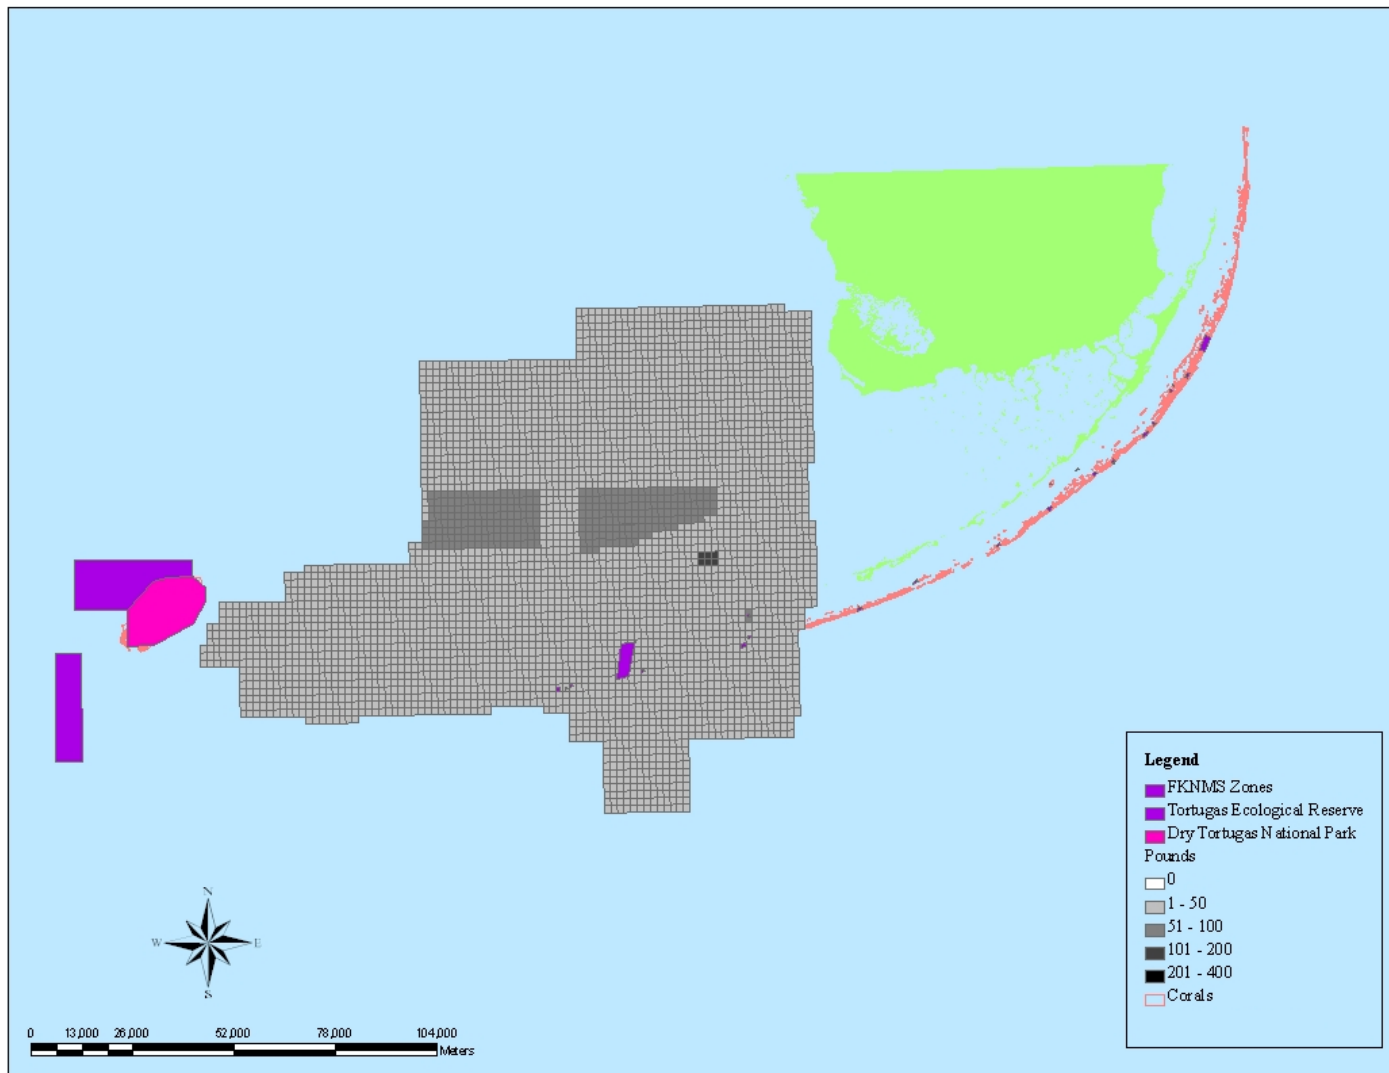 Legend
FKNMS Zones
Tortugas Ecological Reserve
Dry Tortugas National Park
Pounds
0
1 - 50
51 - 100
101 - 200
201 - 400
Corals
N
W E
S
0 13,000 26,000 52,000 78,000 104,000
Meters